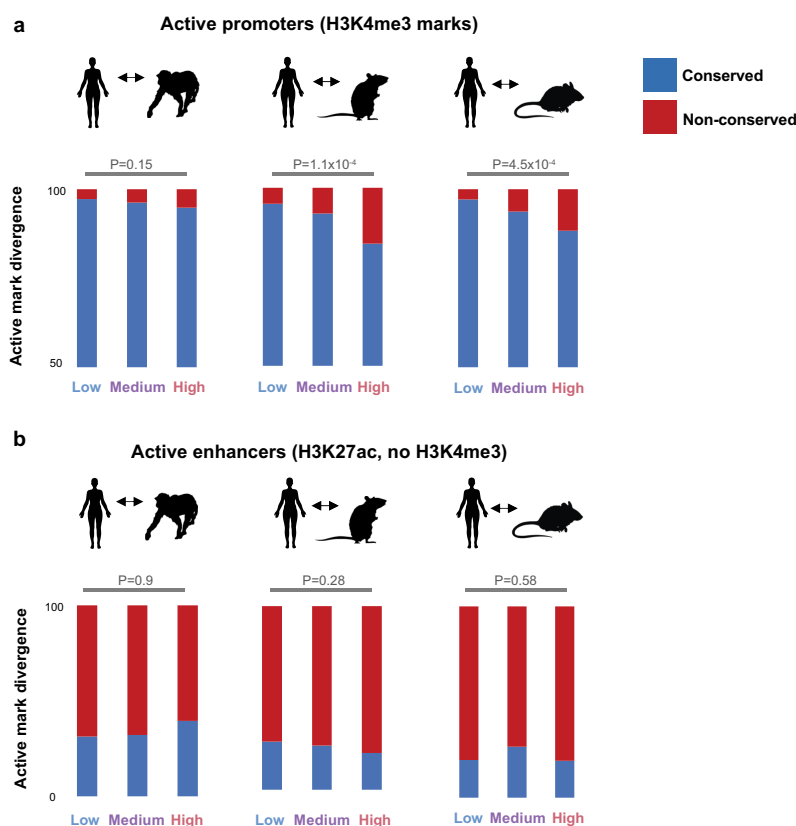 a
Active promoters (H3K4me3 marks)
Conserved
Non-conserved
P=0.15
P=1.1x10⁻⁴
P=4.5x10⁻⁴
Active mark divergence
100
50
Low Medium High
Low Medium High
Low Medium High
b
Active enhancers (H3K27ac, no H3K4me3)
P=0.9
P=0.28
P=0.58
Active mark divergence
100
0
Low Medium High
Low Medium High
Low Medium High